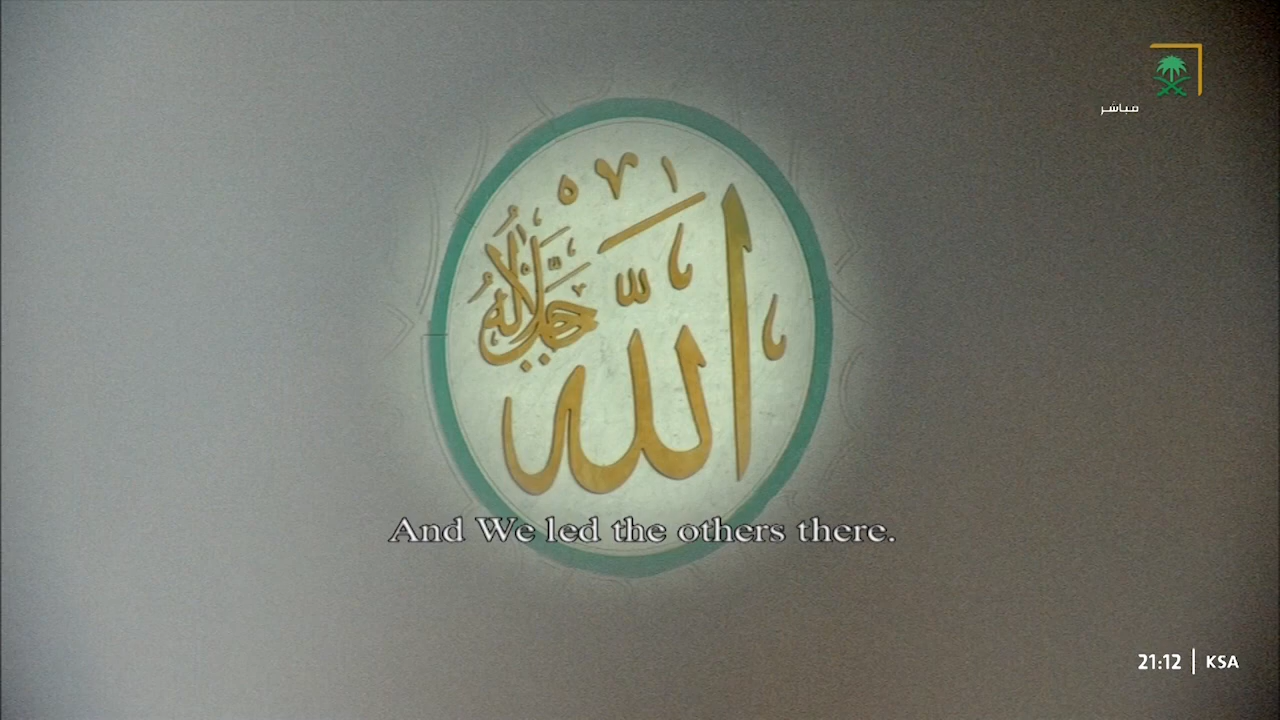 مباشر
الله
جل جلاله
And We led the others there.
21:12 | KSA